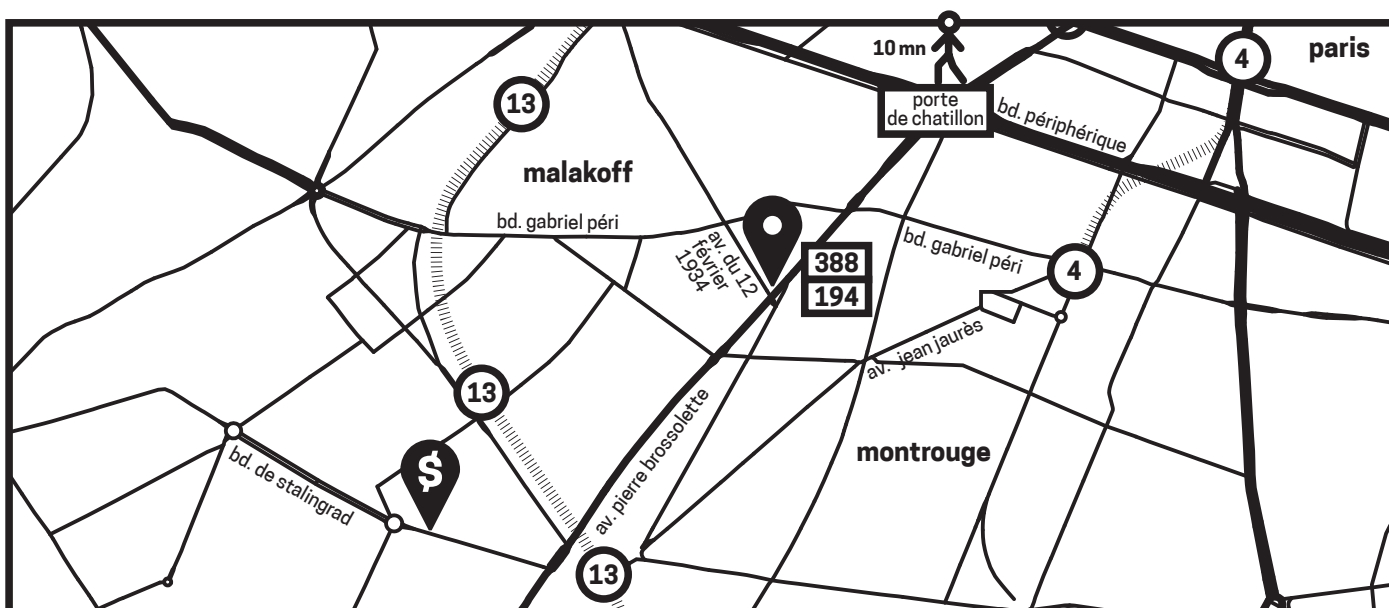 10 mn
4
paris
13
porte
de chatillon
bd. périphérique
malakoff
bd. gabriel péri
av. du 12
février
1934
388
194
bd. gabriel péri
4
av. jean jaurès
13
av. pierre brossolette
montrouge
$
bd. de stalingrad
13